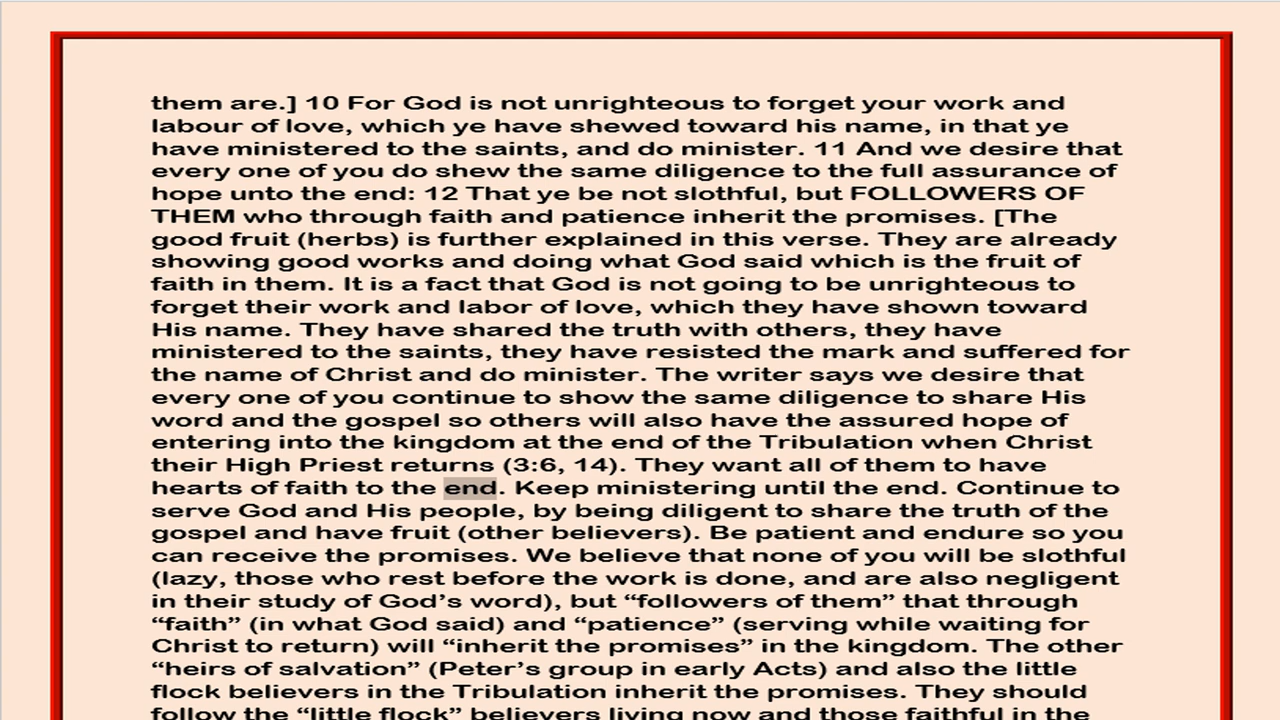 them are.] 10 For God is not unrighteous to forget your work and
labour of love, which ye have shewed toward his name, in that ye
have ministered to the saints, and do minister. 11 And we desire that
every one of you do shew the same diligence to the full assurance of
hope unto the end: 12 That ye be not slothful, but FOLLOWERS OF
THEM who through faith and patience inherit the promises. [The
good fruit (herbs) is further explained in this verse. They are already
showing good works and doing what God said which is the fruit of
faith in them. It is a fact that God is not going to be unrighteous to
forget their work and labor of love, which they have shown toward
His name. They have shared the truth with others, they have
ministered to the saints, they have resisted the mark and suffered for
the name of Christ and do minister. The writer says we desire that
every one of you continue to show the same diligence to share His
word and the gospel so others will also have the assured hope of
entering into the kingdom at the end of the Tribulation when Christ
their High Priest returns (3:6, 14). They want all of them to have
hearts of faith to the end. Keep ministering until the end. Continue to
serve God and His people, by being diligent to share the truth of the
gospel and have fruit (other believers). Be patient and endure so you
can receive the promises. We believe that none of you will be slothful
(lazy, those who rest before the work is done, and are also negligent
in their study of God’s word), but “followers of them” that through
“faith” (in what God said) and “patience” (serving while waiting for
Christ to return) will “inherit the promises” in the kingdom. The other
“heirs of salvation” (Peter’s group in early Acts) and also the little
flock believers in the Tribulation inherit the promises. They should
follow the “little flock” believers living now and those faithful in the